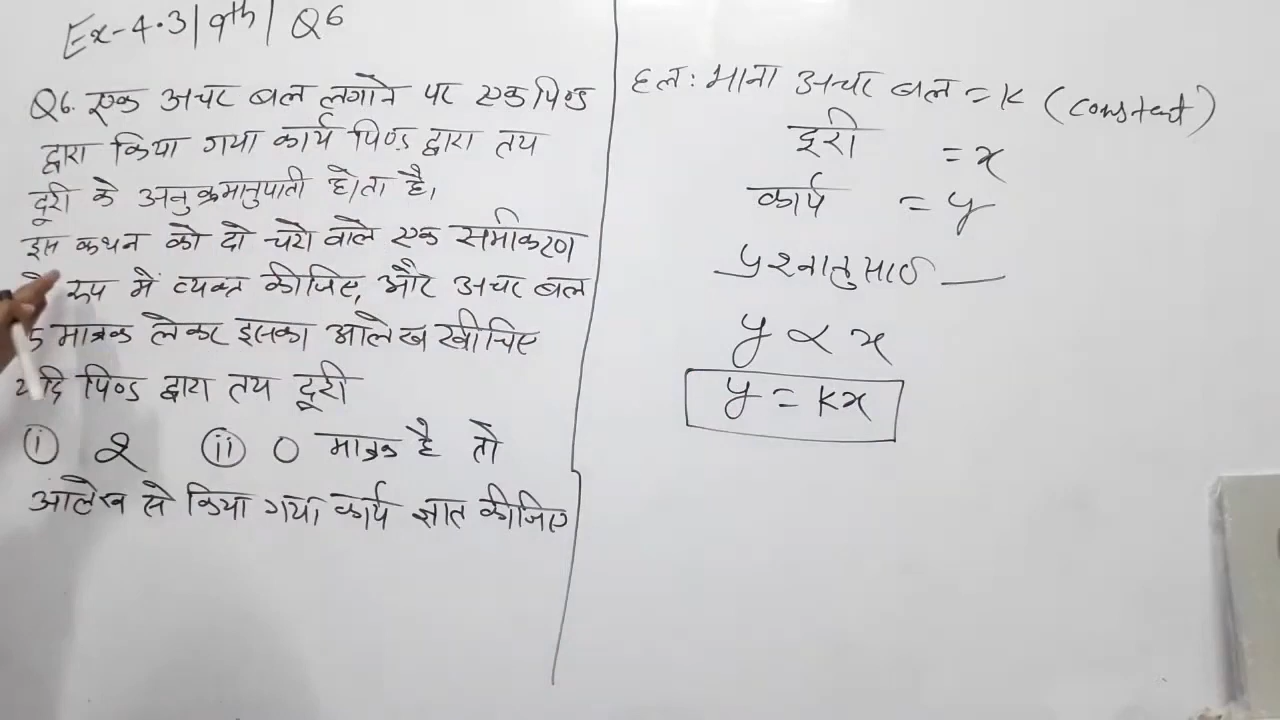 Ex-4.3|9th| Q6
Q6. एक अचर बल लगाने पर एक पिण्ड
द्वारा किया गया कार्य पिण्ड द्वारा तय
दूरी के अनुक्रमानुपाती होता है।
इस कथन को दो चरो वाले एक समीकरण
रूप में व्यक्त कीजिए, और अचर बल
5 मात्रक लेकर इसका आलेख खीचिए
यदि पिण्ड द्वारा तय दूरी
(i) 2 (ii) 0 मात्रक है तो
आलेख से किया गया कार्य ज्ञात कीजिए
हल: माना अचर बल = K (constant)
दूरी = x
कार्य = y
प्रश्नानुसार —
y ∝ x
y = Kx